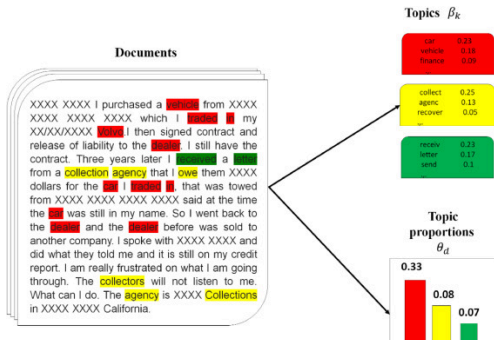 Topics βk
Documents
car 0.23
vehicle 0.18
finance 0.09
...
collect 0.25
agenc 0.13
recover 0.05
receiv 0.23
letter 0.17
send 0.1
XXXX XXXX I purchased a vehicle from XXXX
XXXX XXXX XXXX which I traded in my
XX/XX/XXXX Volvo.I then signed contract and
release of liability to the dealer. I still have the
contract. Three years later I received a letter
from a collection agency that I owe them XXXX
dollars for the car I traded in, that was towed
from XXXX XXXX XXXX XXXX said at the time
the car was still in my name. So I went back to
the dealer and the dealer before was sold to
another company. I spoke with XXXX XXXX and
did what they told me and it is still on my credit
report. I am really frustrated on what I am going
through. The collectors will not listen to me.
What can I do. The agency is XXXX Collections
in XXXX XXXX California.
Topic
proportions
θd
0.33
0.08
0.07